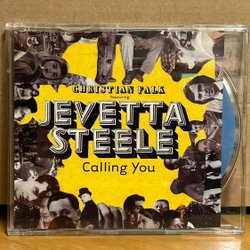 CHRISTIAN FALK
featuring
JEVETTA
STEELE
Calling You